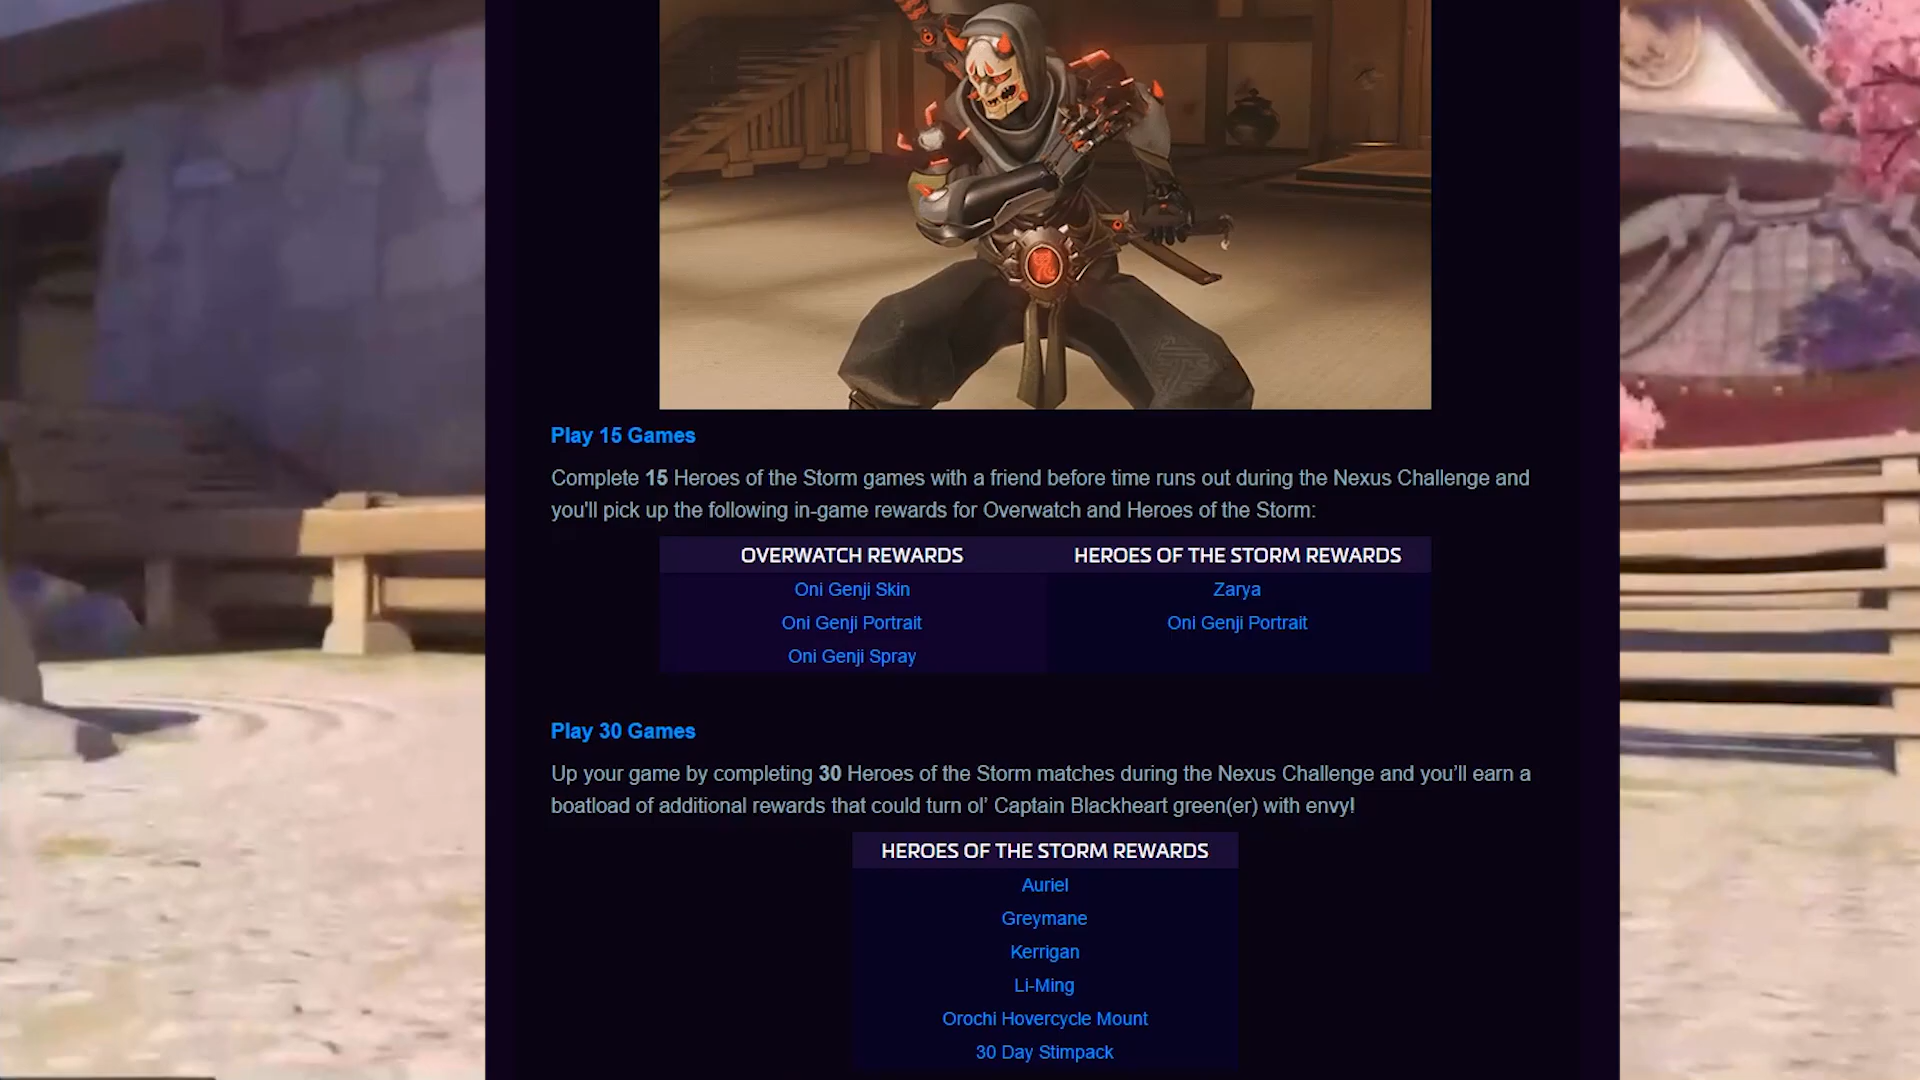 Play 15 Games
Complete 15 Heroes of the Storm games with a friend before time runs out during the Nexus Challenge and
you'll pick up the following in-game rewards for Overwatch and Heroes of the Storm:
OVERWATCH REWARDS HEROES OF THE STORM REWARDS
Oni Genji Skin Zarya
Oni Genji Portrait Oni Genji Portrait
Oni Genji Spray
Play 30 Games
Up your game by completing 30 Heroes of the Storm matches during the Nexus Challenge and you’ll earn a
boatload of additional rewards that could turn ol’ Captain Blackheart green(er) with envy!
HEROES OF THE STORM REWARDS
Auriel
Greymane
Kerrigan
Li-Ming
Orochi Hovercycle Mount
30 Day Stimpack